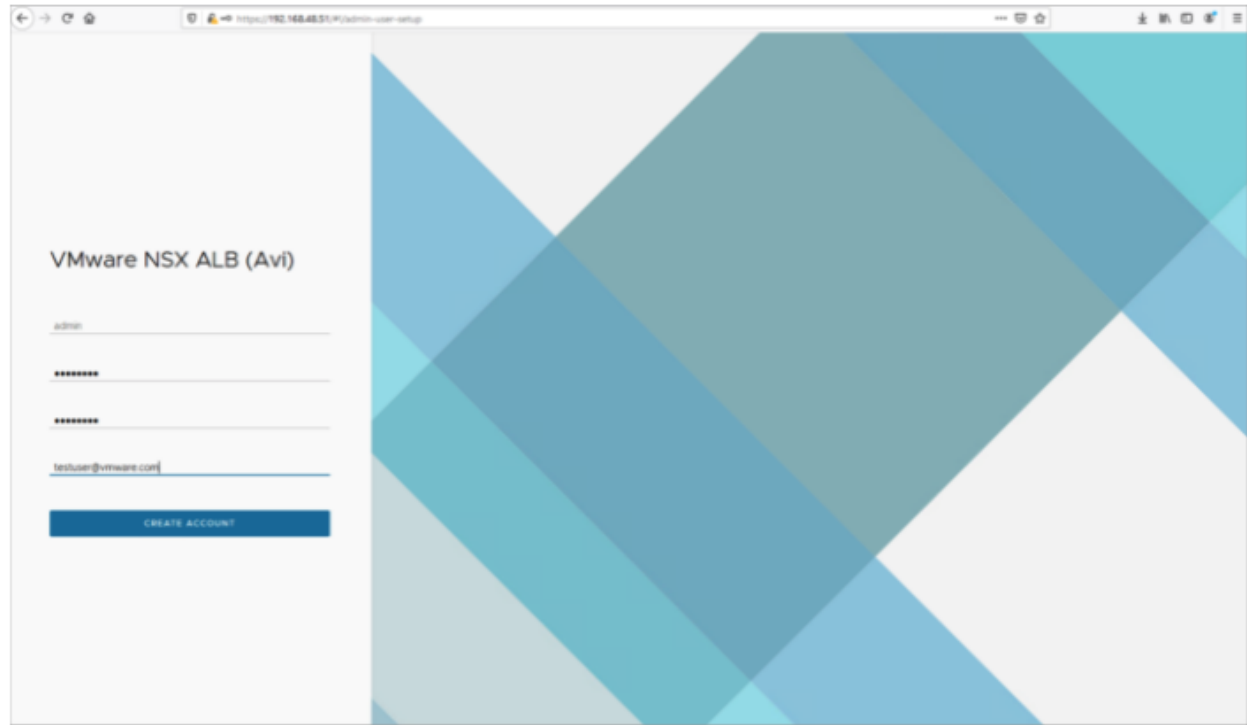 https://192.168.48.51/#!/admin-user-setup
VMware NSX ALB (Avi)
admin
••••••••
••••••••
testuser@vmware.com
CREATE ACCOUNT